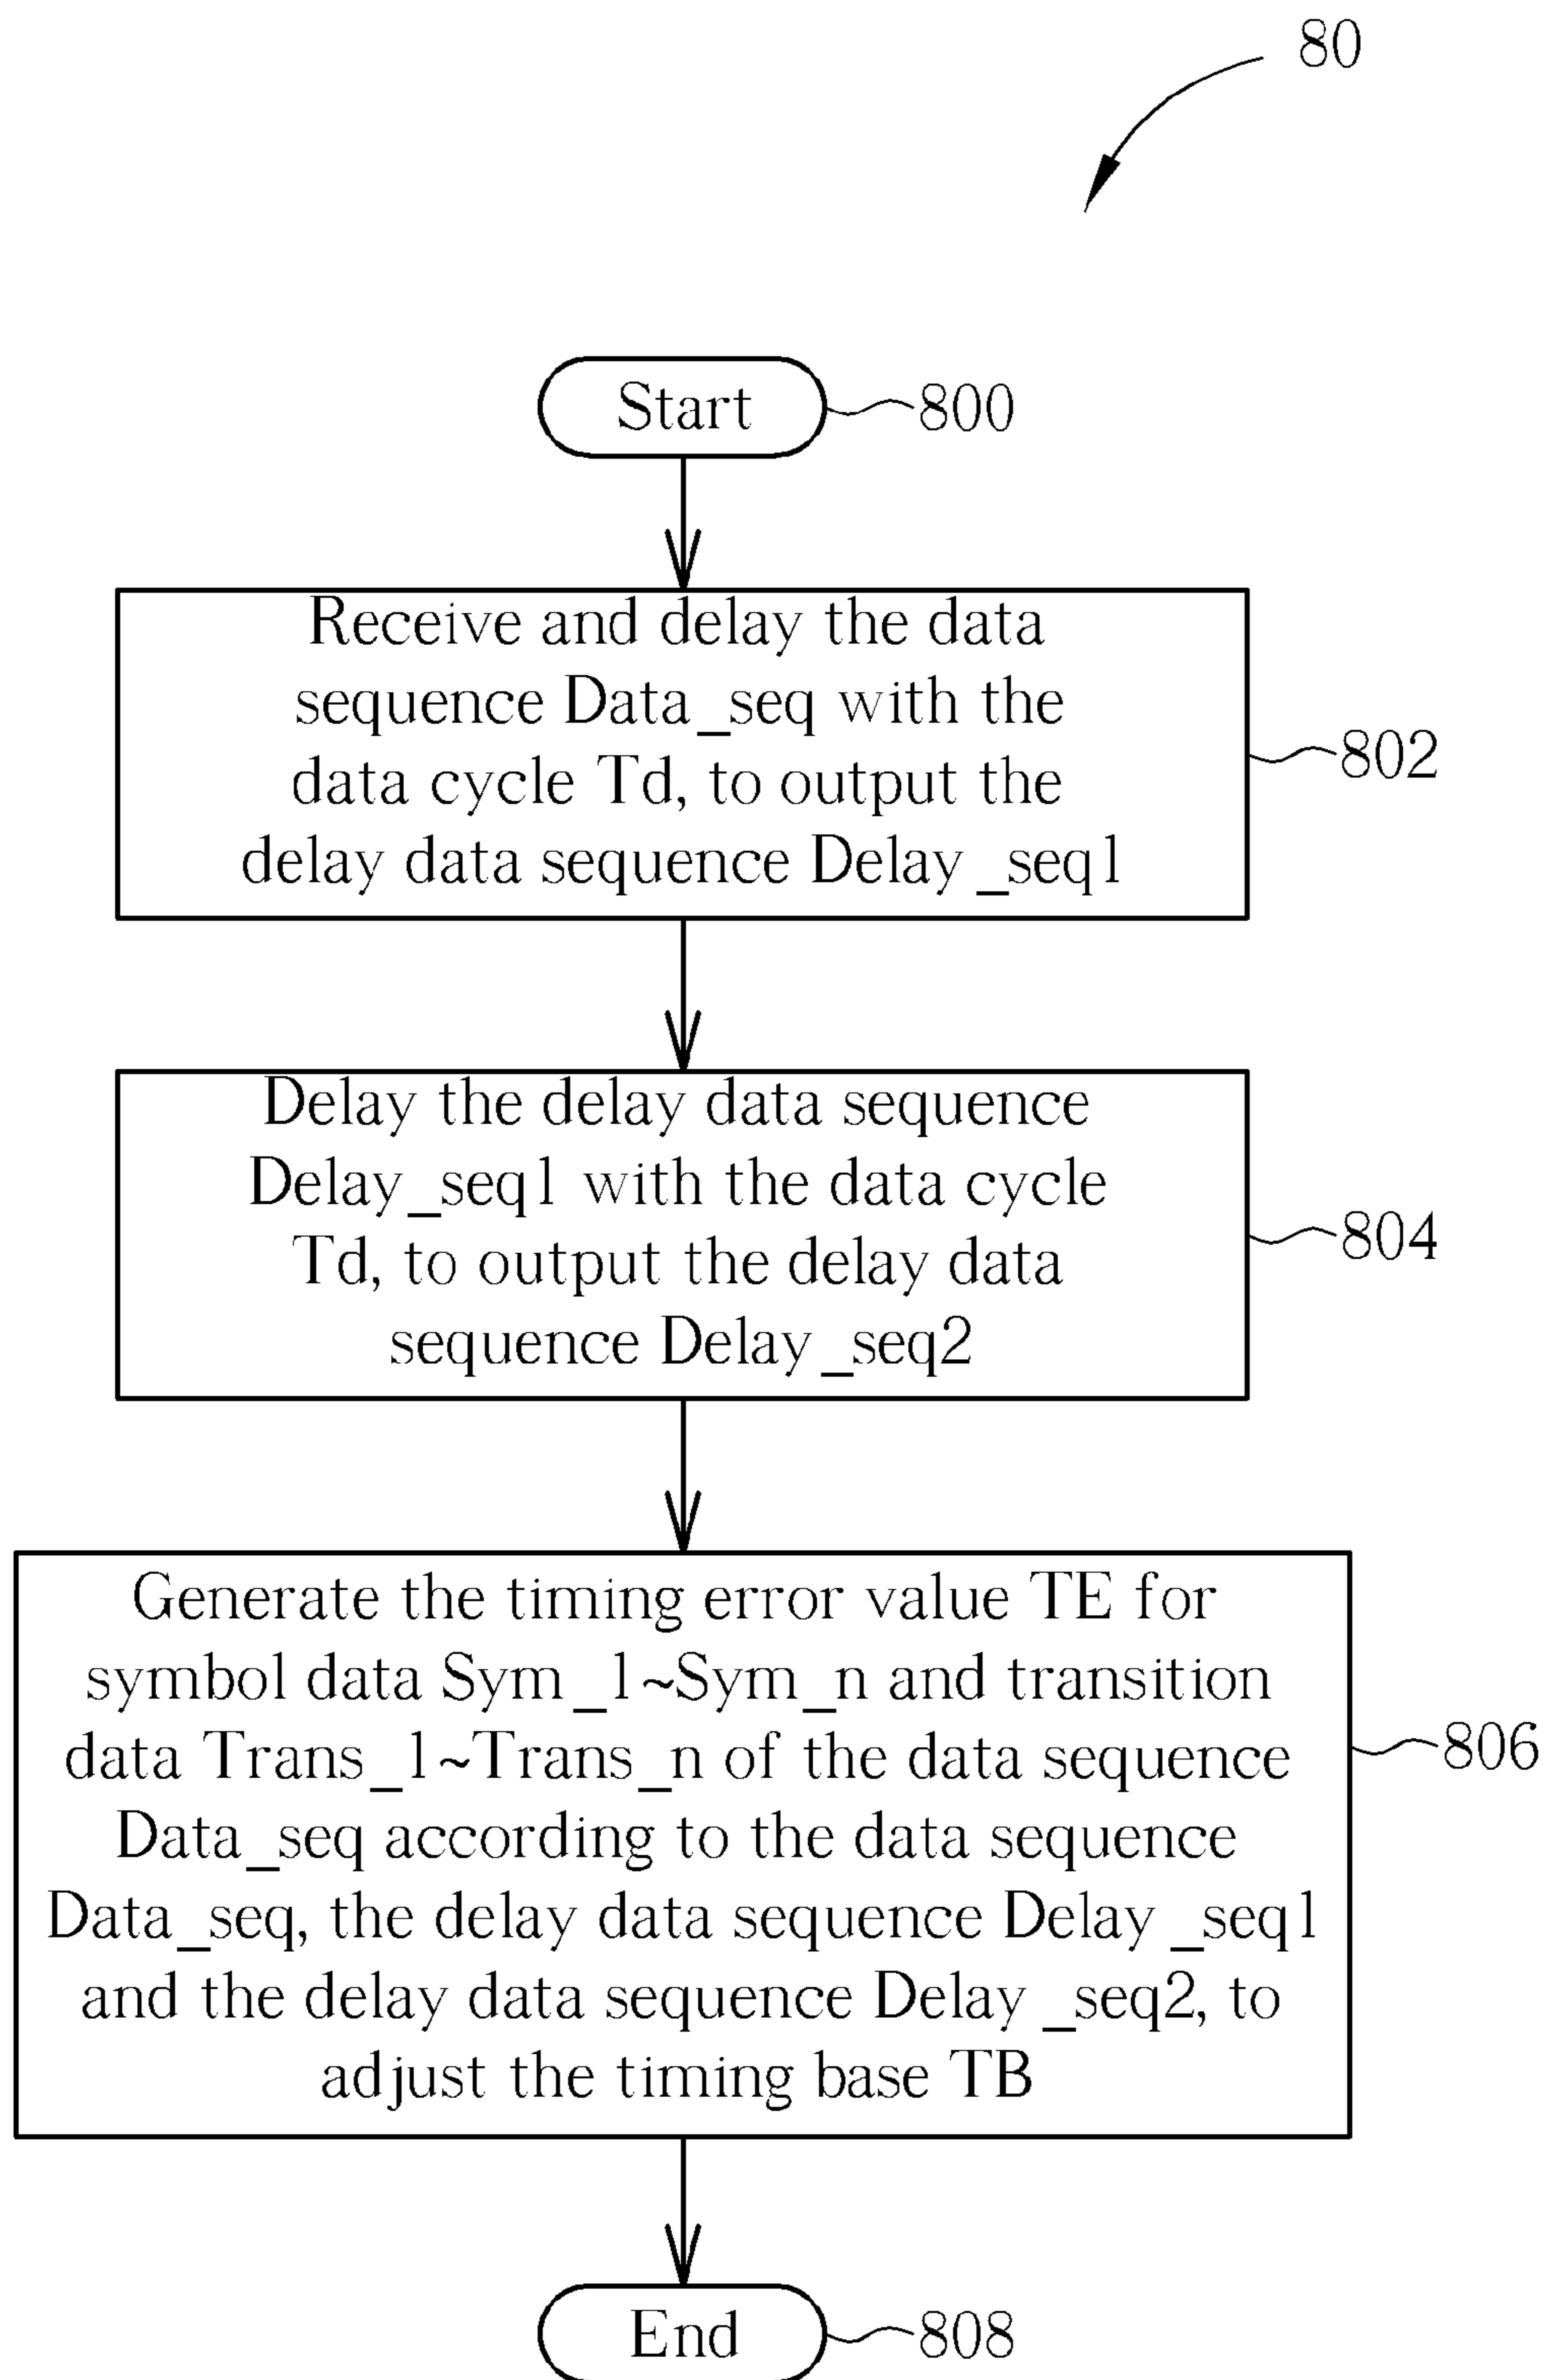 80
Start
800
Receive and delay the data
sequence Data_seq with the
data cycle Td, to output the
delay data sequence Delay_seq1
802
Delay the delay data sequence
Delay_seq1 with the data cycle
Td, to output the delay data
sequence Delay_seq2
804
Generate the timing error value TE for
symbol data Sym_1~Sym_n and transition
data Trans_1~Trans_n of the data sequence
Data_seq according to the data sequence
Data_seq, the delay data sequence Delay_seq1
and the delay data sequence Delay_seq2, to
adjust the timing base TB
806
End
808